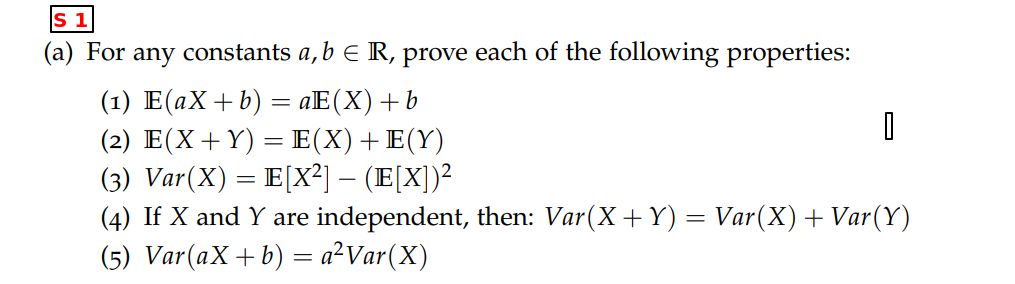 S 1
(a) For any constants a, b ∈ ℝ, prove each of the following properties:
(1) 𝔼(aX + b) = a𝔼(X) + b
(2) 𝔼(X + Y) = 𝔼(X) + 𝔼(Y)
(3) Var(X) = 𝔼[X²] − (𝔼[X])²
(4) If X and Y are independent, then: Var(X + Y) = Var(X) + Var(Y)
(5) Var(aX + b) = a²Var(X)